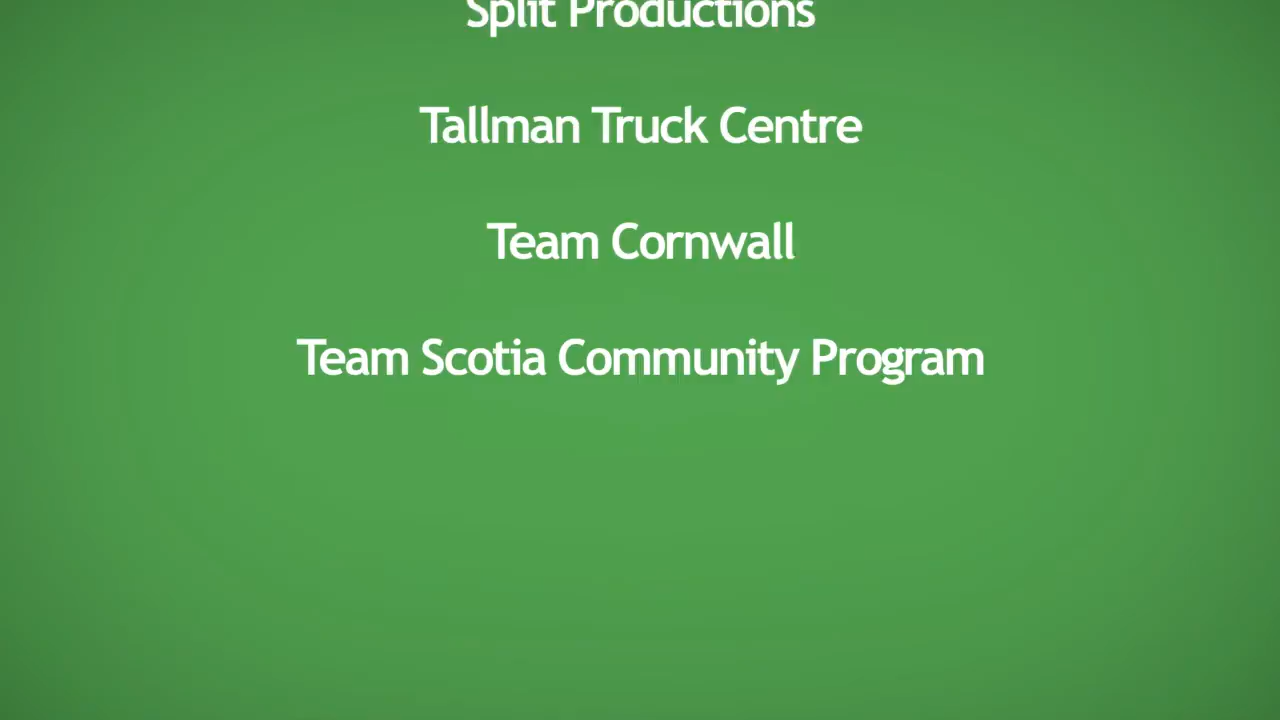 Split Productions
Tallman Truck Centre
Team Cornwall
Team Scotia Community Program